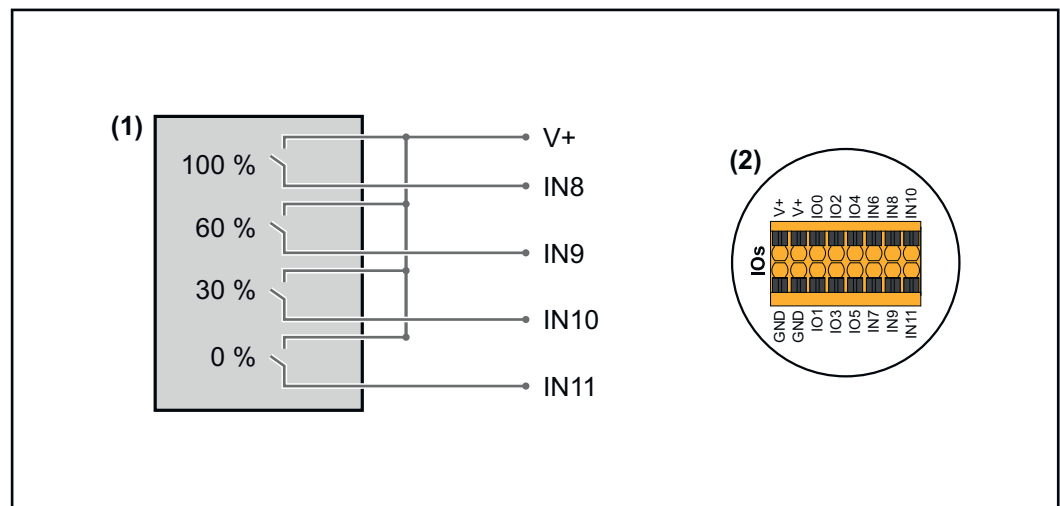 (1)
100 %
60 %
30 %
0 %
V+
IN8
IN9
IN10
IN11
(2)
IOs
V+ V+ IO0 IO2 IO4 IN6 IN8 IN10
GND GND IO1 IO3 IO5 IN7 IN9 IN11